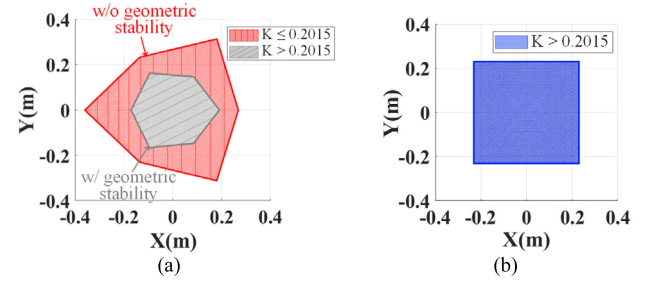 w/o geometric
stability
K ≤ 0.2015
K > 0.2015
w/ geometric
stability
0.4
0.2
0
-0.2
-0.4
Y(m)
-0.4 -0.2 0 0.2 0.4
X(m)
(a)
K > 0.2015
0.4
0.2
0
-0.2
-0.4
Y(m)
-0.4 -0.2 0 0.2 0.4
X(m)
(b)